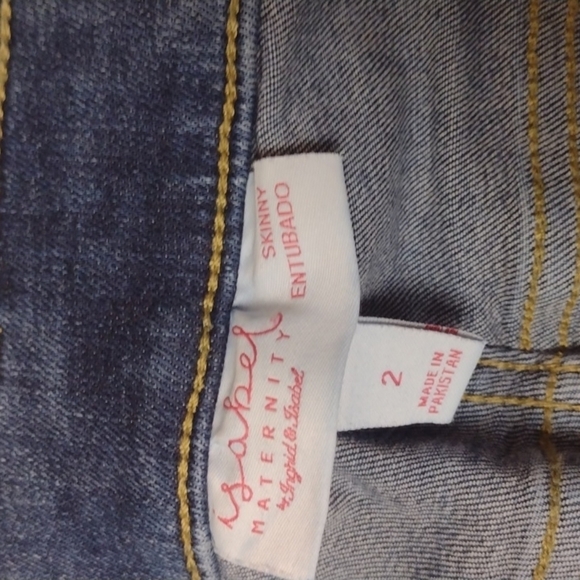 isabel
MATERNITY
by Ingrid & Isabel
SKINNY
ENTUBADO
2
MADE IN
PAKISTAN